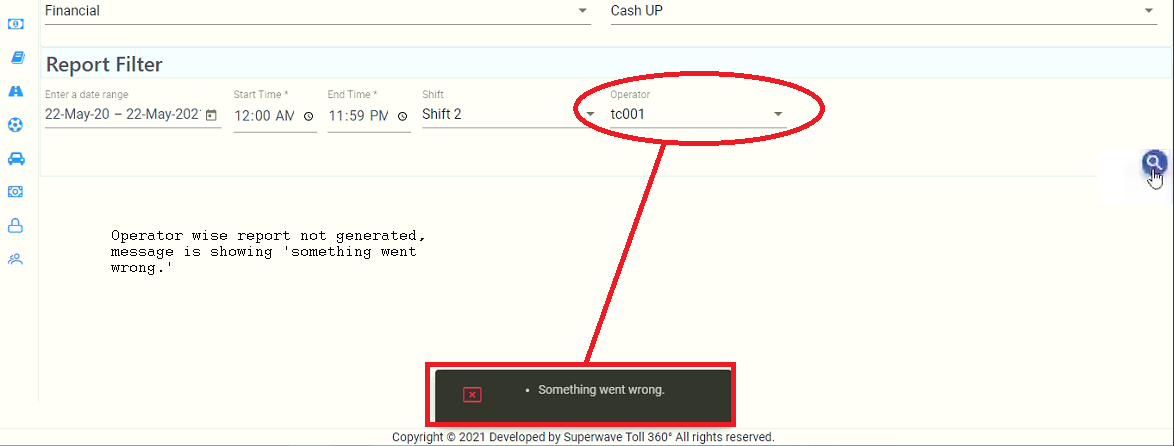 Financial
Cash UP
Report Filter
Enter a date range
Start Time *
End Time *
Shift
Operator
22-May-20 – 22-May-202
12:00 AM
11:59 PM
Shift 2
tc001
Operator wise report not generated,
message is showing 'something went
wrong.'
• Something went wrong.
Copyright © 2021 Developed by Superwave Toll 360° All rights reserved.